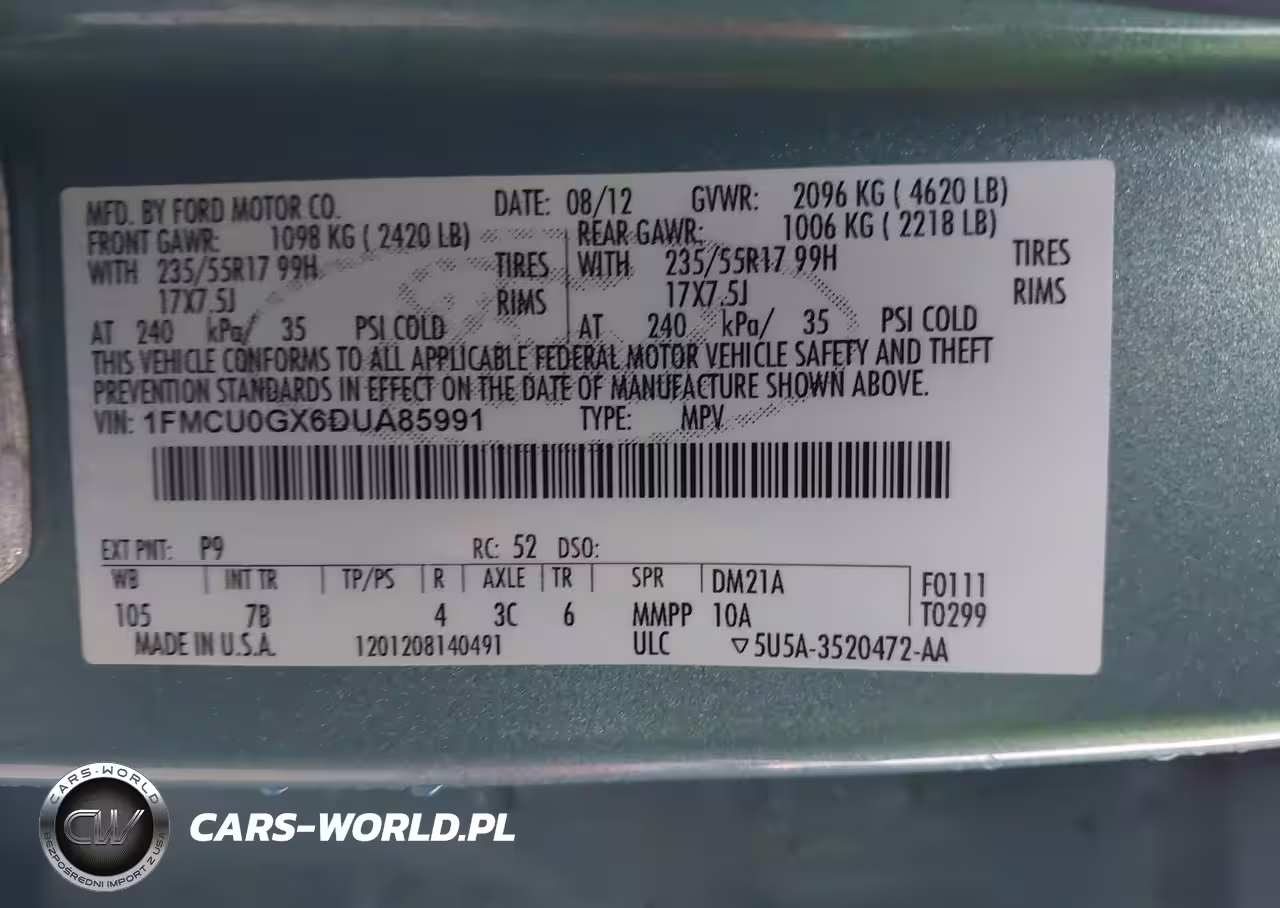 MFD. BY FORD MOTOR CO. DATE: 08/12 GVWR: 2096 KG ( 4620 LB)
FRONT GAWR: 1098 KG ( 2420 LB) REAR GAWR: 1006 KG ( 2218 LB)
WITH 235/55R17 99H TIRES WITH 235/55R17 99H TIRES
17X7.5J RIMS 17X7.5J RIMS
AT 240 kPa/ 35 PSI COLD AT 240 kPa/ 35 PSI COLD
THIS VEHICLE CONFORMS TO ALL APPLICABLE FEDERAL MOTOR VEHICLE SAFETY AND THEFT
PREVENTION STANDARDS IN EFFECT ON THE DATE OF MANUFACTURE SHOWN ABOVE.
VIN: 1FMCU0GX6DUA85991 TYPE: MPV
EXT PNT: P9 RC: 52 DSO:
WB INT TR TP/PS R AXLE TR SPR DM21A F0111
105 7B 4 3C 6 MMPP 10A T0299
MADE IN U.S.A. 1201208140491 ULC ▽5U5A-3520472-AA
CARS-WORLD
CW
BEZPOŚREDNI IMPORT Z USA
CARS-WORLD.PL